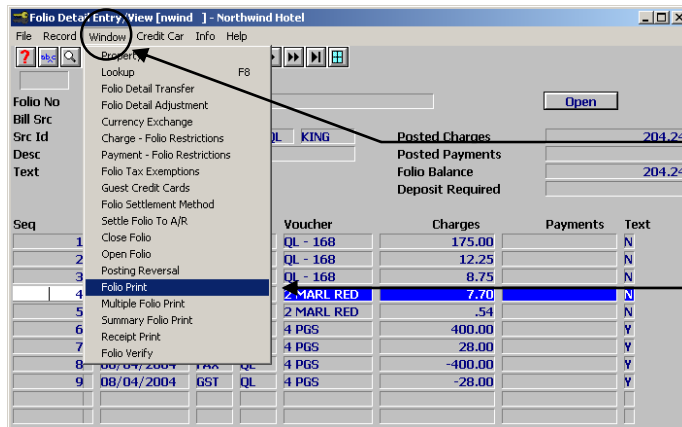 Folio Detail Entry/View [nwind ] - Northwind Hotel
File Record Window Credit Car Info Help
Property
Lookup F8
Folio Detail Transfer
Folio Detail Adjustment
Currency Exchange
Charge - Folio Restrictions
Payment - Folio Restrictions
Folio Tax Exemptions
Guest Credit Cards
Folio Settlement Method
Settle Folio To A/R
Close Folio
Open Folio
Posting Reversal
Folio Print
Multiple Folio Print
Summary Folio Print
Receipt Print
Folio Verify
Folio No Open
Bill Src
Src Id QL KING Posted Charges 204.24
Desc Posted Payments
Text Folio Balance 204.24
Deposit Required
Seq Voucher Charges Payments Text
1 QL - 168 175.00 N
2 QL - 168 12.25 N
3 QL - 168 8.75 N
4 2 MARL RED 7.70 N
5 2 MARL RED .54 N
6 4 PGS 400.00 Y
7 4 PGS 28.00 Y
8 08/04/2004 FAX QL 4 PGS -400.00 Y
9 08/04/2004 GST QL 4 PGS -28.00 Y